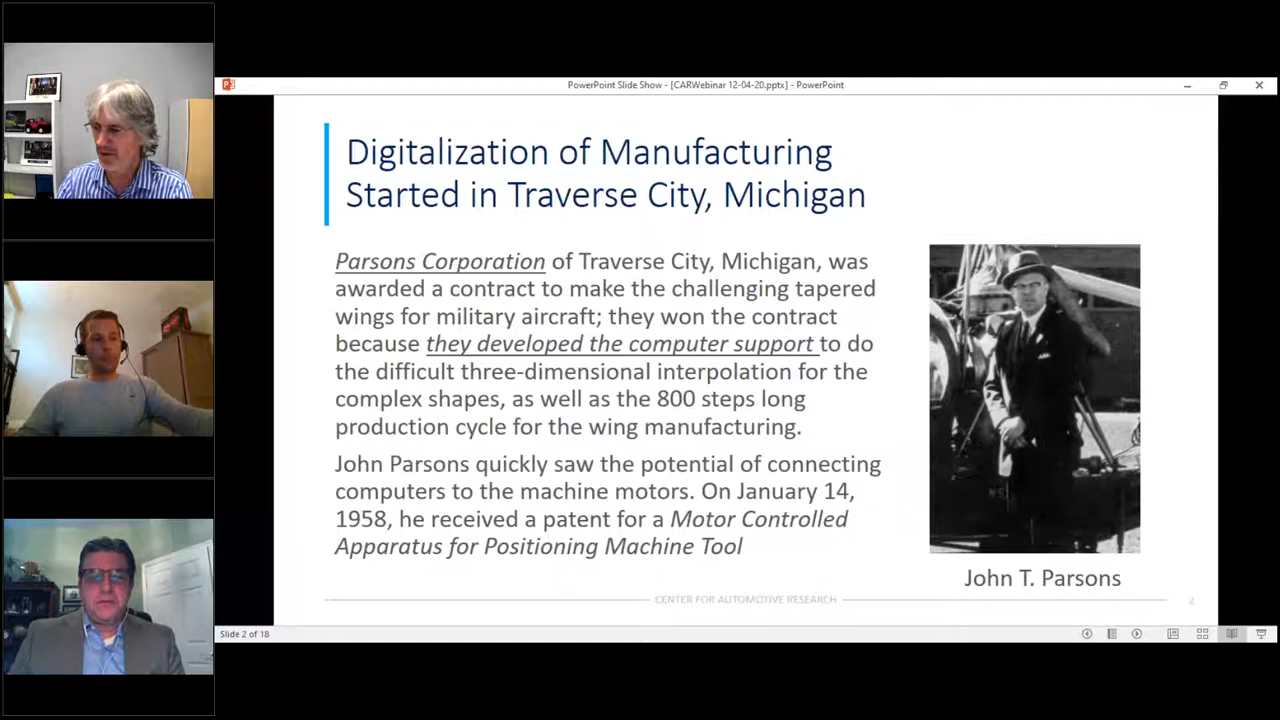 PowerPoint Slide Show - [CARWebinar 12-04-20.pptx] - PowerPoint
Digitalization of Manufacturing
Started in Traverse City, Michigan
Parsons Corporation of Traverse City, Michigan, was
awarded a contract to make the challenging tapered
wings for military aircraft; they won the contract
because they developed the computer support to do
the difficult three-dimensional interpolation for the
complex shapes, as well as the 800 steps long
production cycle for the wing manufacturing.
John Parsons quickly saw the potential of connecting
computers to the machine motors. On January 14,
1958, he received a patent for a Motor Controlled
Apparatus for Positioning Machine Tool
John T. Parsons
CENTER FOR AUTOMOTIVE RESEARCH
2
Slide 2 of 18